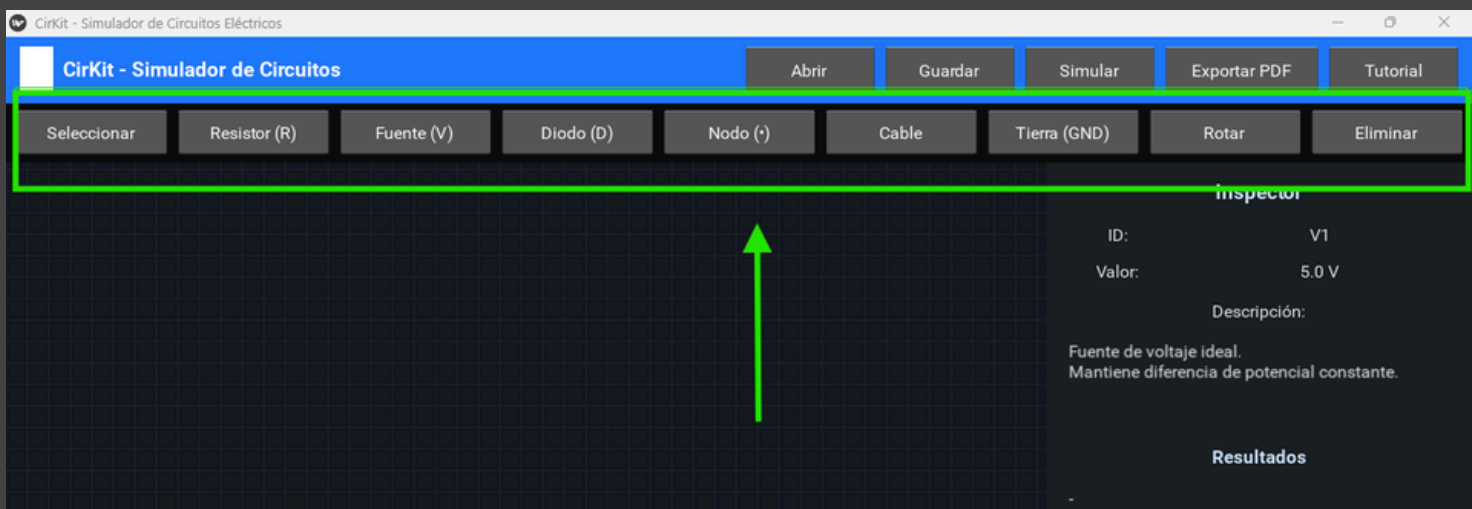 CirKit - Simulador de Circuitos Eléctricos
CirKit - Simulador de Circuitos
Abrir
Guardar
Simular
Exportar PDF
Tutorial
Seleccionar
Resistor (R)
Fuente (V)
Diodo (D)
Nodo (•)
Cable
Tierra (GND)
Rotar
Eliminar
Inspector
ID: V1
Valor: 5.0 V
Descripción:
Fuente de voltaje ideal.
Mantiene diferencia de potencial constante.
Resultados
-